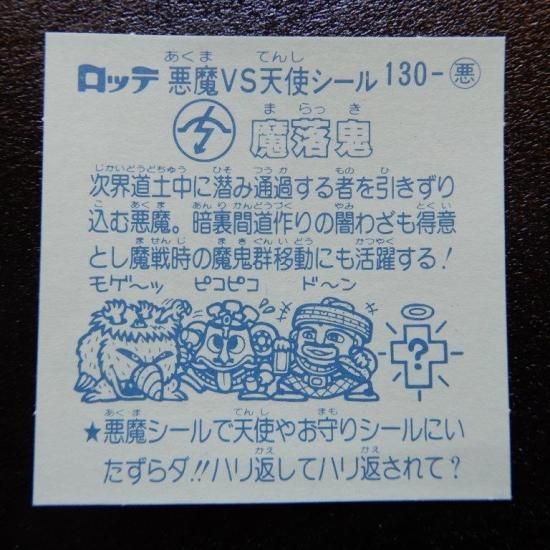 ロッテ 悪魔VS天使シール 130-悪
魔落鬼
次界道土中に潜み通過する者を引きずり
込む悪魔。暗裏間道作りの闇わざも得意
とし魔戦時の魔鬼群移動にも活躍する!
モゲ〜ッ ピコピコ ド〜ン
?
★悪魔シールで天使やお守りシールにい
たずらダ!!ハリ返してハリ返されて?